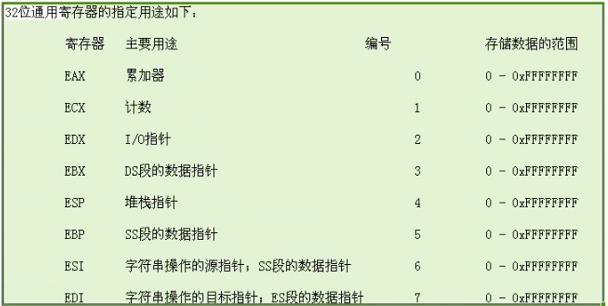 32位通用寄存器的指定用途如下:
寄存器 主要用途 编号 存储数据的范围
EAX 累加器 0 0 - 0xFFFFFFFF
ECX 计数 1 0 - 0xFFFFFFFF
EDX I/O指针 2 0 - 0xFFFFFFFF
EBX DS段的数据指针 3 0 - 0xFFFFFFFF
ESP 堆栈指针 4 0 - 0xFFFFFFFF
EBP SS段的数据指针 5 0 - 0xFFFFFFFF
ESI 字符串操作的源指针;SS段的数据指针 6 0 - 0xFFFFFFFF
EDI 字符串操作的目标指针;ES段的数据指针 7 0 - 0xFFFFFFFF